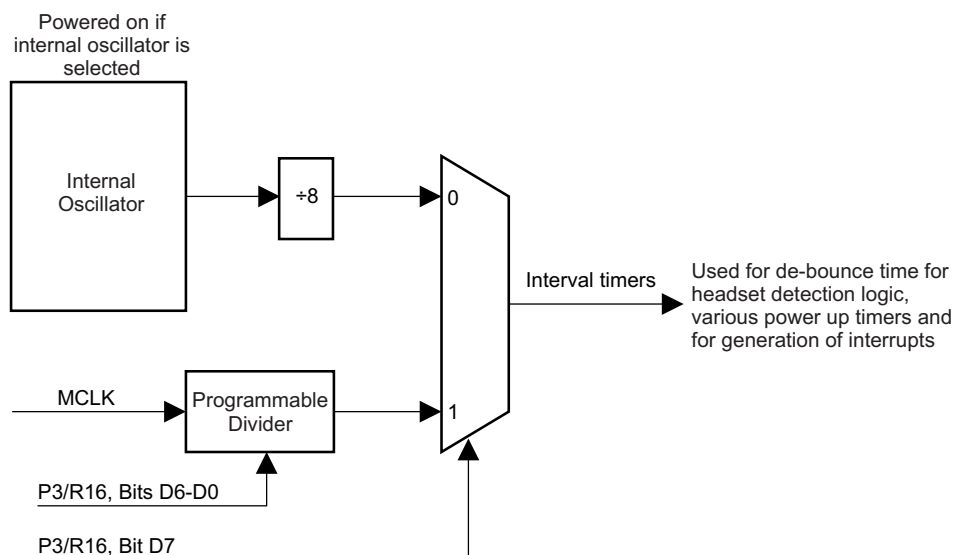 Powered on if
internal oscillator is
selected
Internal
Oscillator
÷8
0
Interval timers
Used for de-bounce time for
headset detection logic,
various power up timers and
for generation of interrupts
MCLK
Programmable
Divider
1
P3/R16, Bits D6-D0
P3/R16, Bit D7